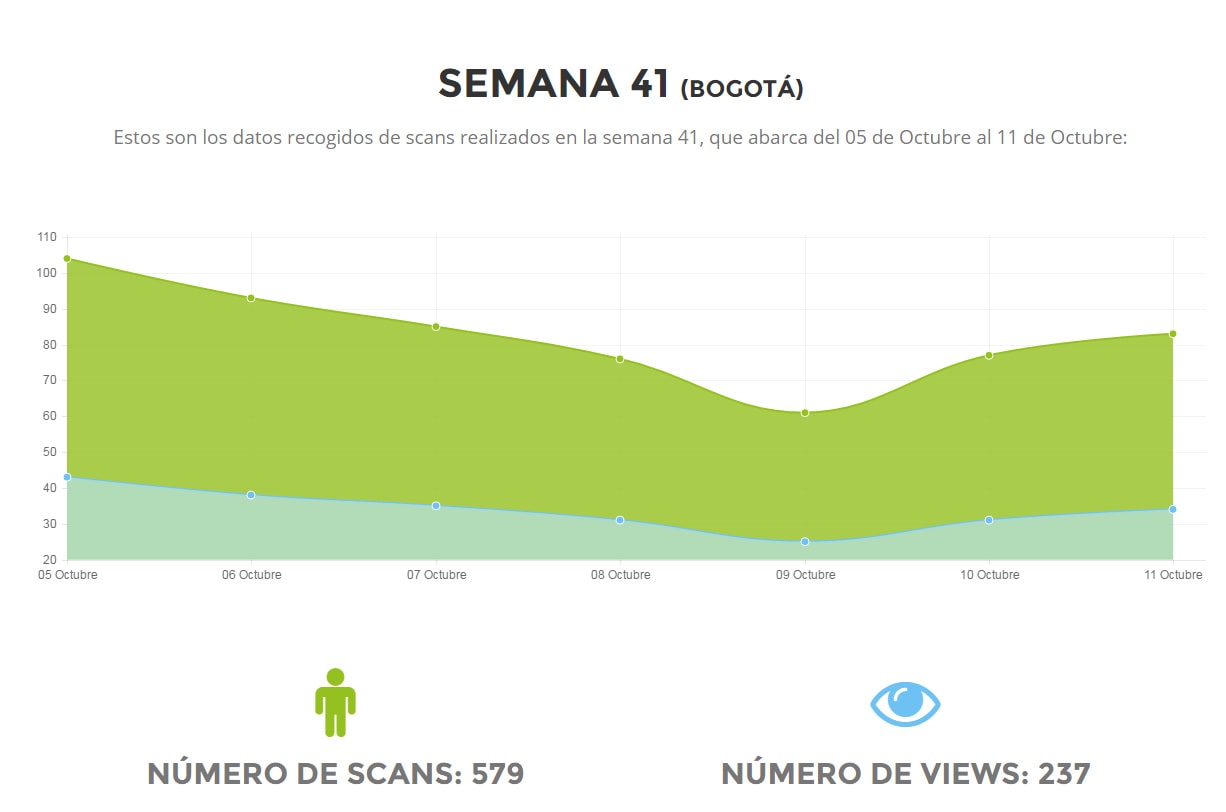 SEMANA 41 (BOGOTÁ)
Estos son los datos recogidos de scans realizados en la semana 41, que abarca del 05 de Octubre al 11 de Octubre:
110
100
90
80
70
60
50
40
30
20
05 Octubre 06 Octubre 07 Octubre 08 Octubre 09 Octubre 10 Octubre 11 Octubre
NÚMERO DE SCANS: 579 NÚMERO DE VIEWS: 237